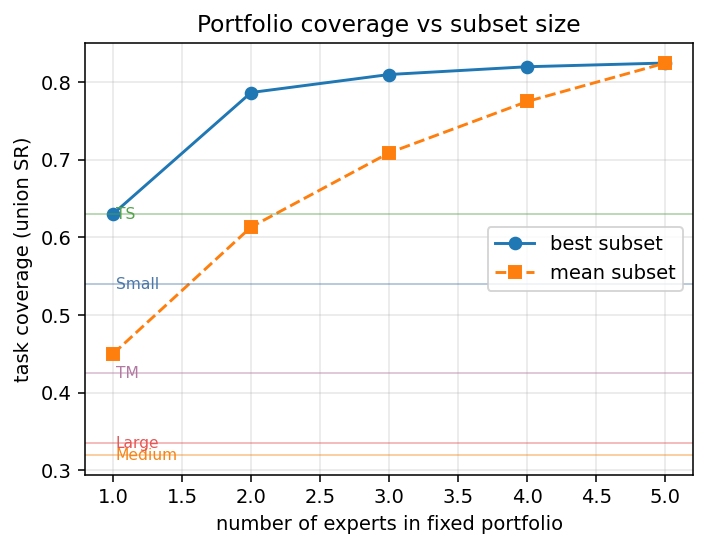 Portfolio coverage vs subset size
task coverage (union SR)
0.8
0.7
0.6
0.5
0.4
0.3
TS
Small
TM
Large
Medium
best subset
mean subset
1.0 1.5 2.0 2.5 3.0 3.5 4.0 4.5 5.0
number of experts in fixed portfolio